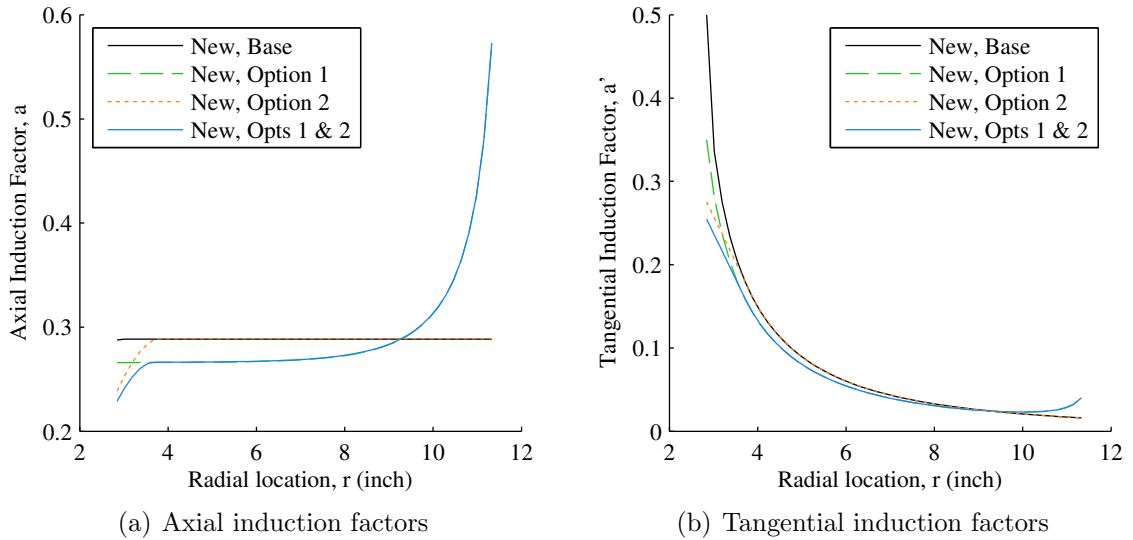 0.6
0.5
0.4
0.3
0.2
Axial Induction Factor, a
New, Base
New, Option 1
New, Option 2
New, Opts 1 & 2
2 4 6 8 10 12
Radial location, r (inch)
(a) Axial induction factors
0.5
0.4
0.3
0.2
0.1
0
Tangential Induction Factor, a'
New, Base
New, Option 1
New, Option 2
New, Opts 1 & 2
2 4 6 8 10 12
Radial location, r (inch)
(b) Tangential induction factors